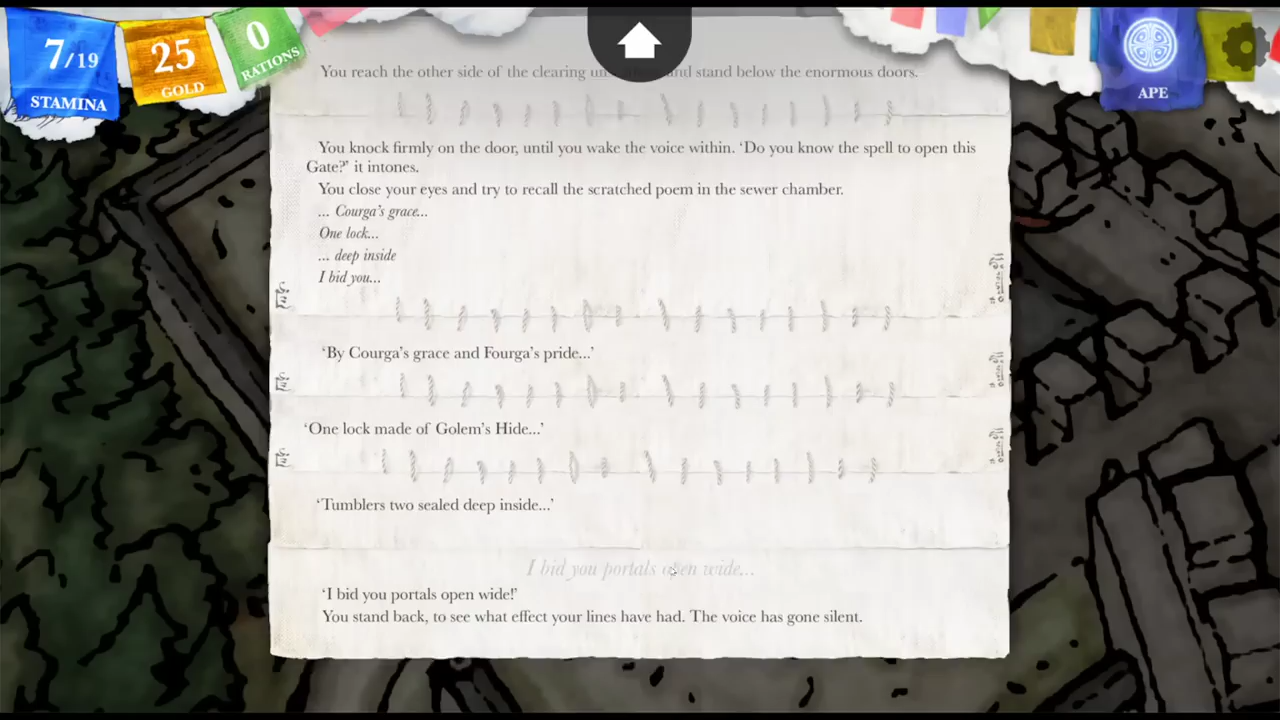 7/19
STAMINA
25
GOLD
0
RATIONS
APE
You reach the other side of the clearing and stand below the enormous doors.
You knock firmly on the door, until you wake the voice within. ‘Do you know the spell to open this
Gate?’ it intones.
You close your eyes and try to recall the scratched poem in the sewer chamber.
... Courga’s grace...
One lock...
... deep inside
I bid you...
‘By Courga’s grace and Fourga’s pride...’
‘One lock made of Golem’s Hide...’
‘Tumblers two sealed deep inside...’
I bid you portals open wide...
‘I bid you portals open wide!’
You stand back, to see what effect your lines have had. The voice has gone silent.